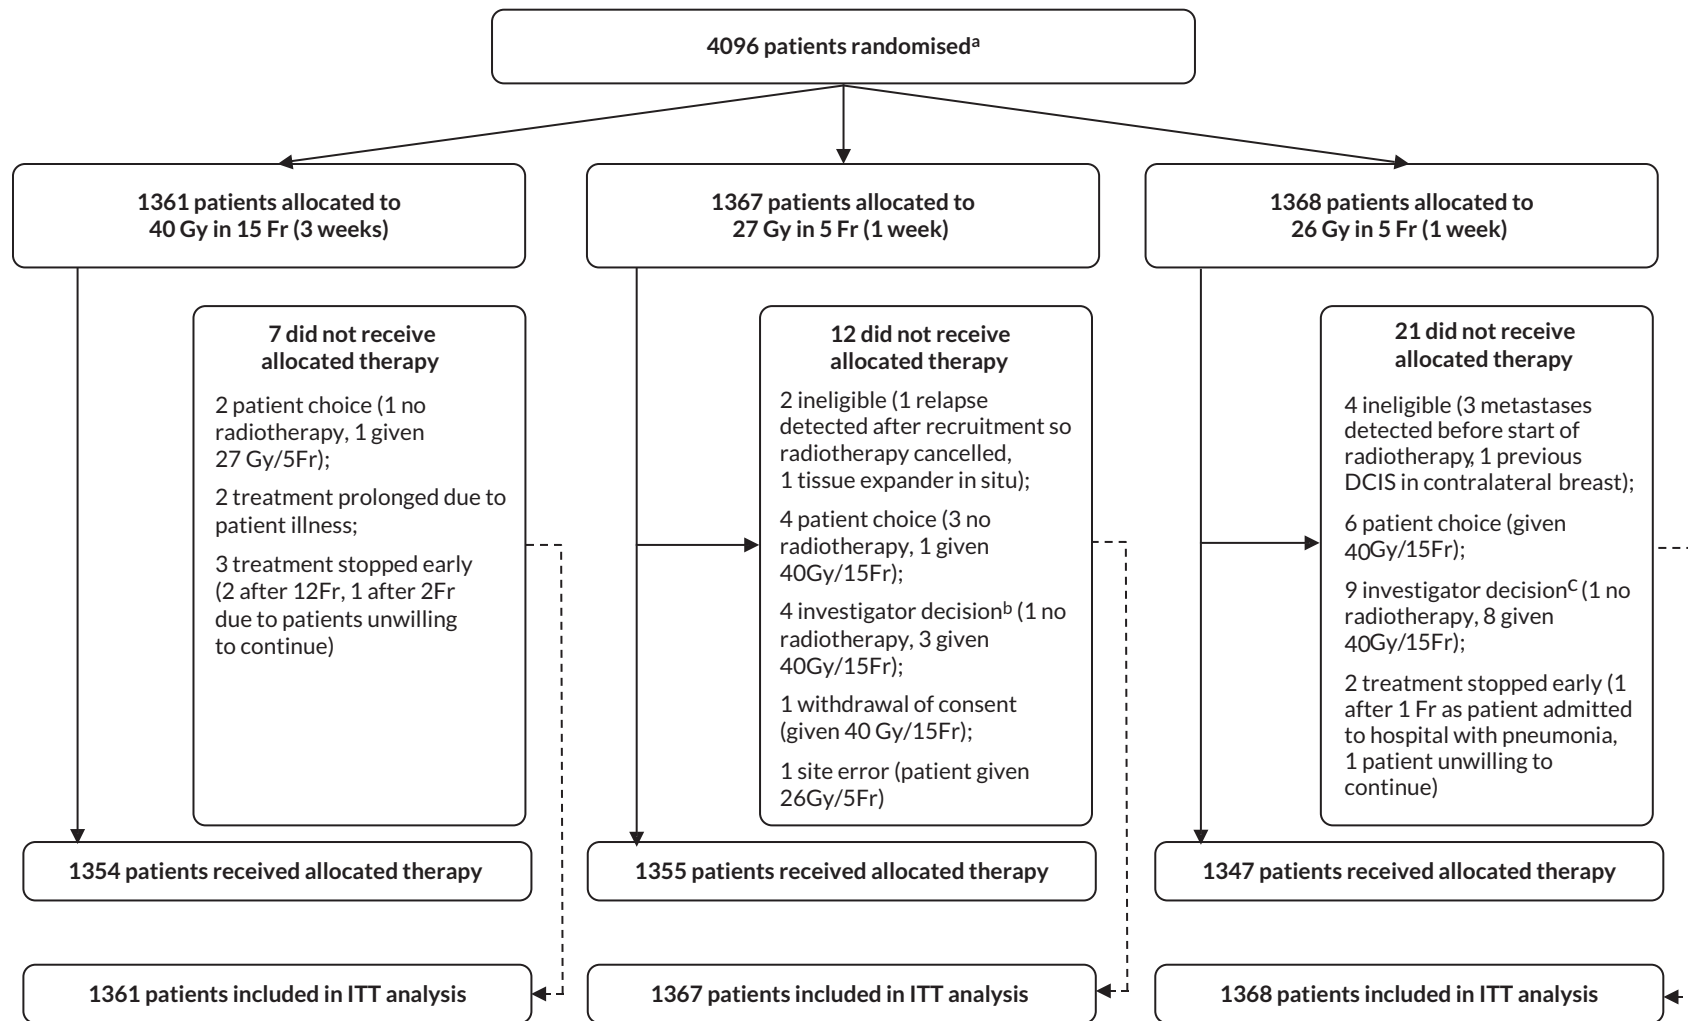 4096 patients randomisedᵃ
1361 patients allocated to
40 Gy in 15 Fr (3 weeks)
1367 patients allocated to
27 Gy in 5 Fr (1 week)
1368 patients allocated to
26 Gy in 5 Fr (1 week)
7 did not receive
allocated therapy
2 patient choice (1 no
radiotherapy, 1 given
27 Gy/5Fr);
2 treatment prolonged due to
patient illness;
3 treatment stopped early
(2 after 12Fr, 1 after 2Fr
due to patients unwilling
to continue)
12 did not receive
allocated therapy
2 ineligible (1 relapse
detected after recruitment so
radiotherapy cancelled,
1 tissue expander in situ);
4 patient choice (3 no
radiotherapy, 1 given
40Gy/15Fr);
4 investigator decisionᵇ (1 no
radiotherapy, 3 given
40Gy/15Fr);
1 withdrawal of consent
(given 40 Gy/15Fr);
1 site error (patient given
26Gy/5Fr)
21 did not receive
allocated therapy
4 ineligible (3 metastases
detected before start of
radiotherapy, 1 previous
DCIS in contralateral breast);
6 patient choice (given
40Gy/15Fr);
9 investigator decisionᶜ (1 no
radiotherapy, 8 given
40Gy/15Fr);
2 treatment stopped early (1
after 1 Fr as patient admitted
to hospital with pneumonia,
1 patient unwilling to
continue)
1354 patients received allocated therapy
1355 patients received allocated therapy
1347 patients received allocated therapy
1361 patients included in ITT analysis
1367 patients included in ITT analysis
1368 patients included in ITT analysis